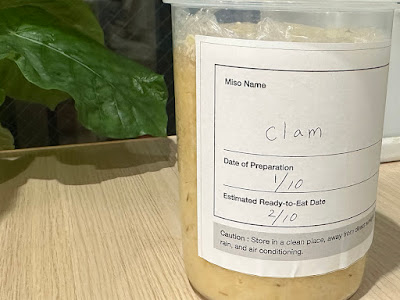 Miso Name
Clam
Date of Preparation
1/10
Estimated Ready-to-Eat Date
2/10
Caution : Store in a clean place, away from direct
rain, and air conditioning.